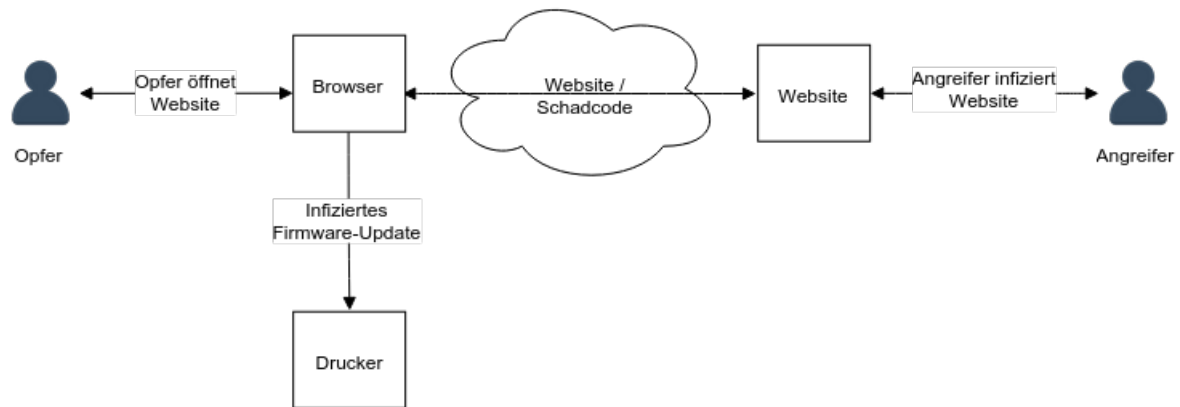 Opfer öffnet
Website
Browser
Website /
Schadcode
Website
Angreifer infiziert
Website
Opfer
Angreifer
Infiziertes
Firmware-Update
Drucker